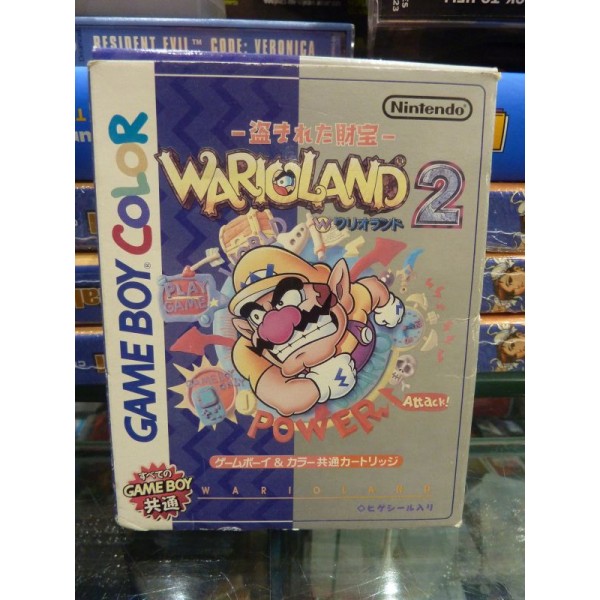 RESIDENT EVIL™ CODE: VERONICA
Nintendo
GAME BOY COLOR
－盗まれた財宝－
WARIOLAND 2
ワリオランド
PLAY GAME
POWER
Attack!
ゲームボーイ&カラー共通カートリッジ
すべての
GAME BOY
共通
WARIOLAND
◇ヒゲシール入り